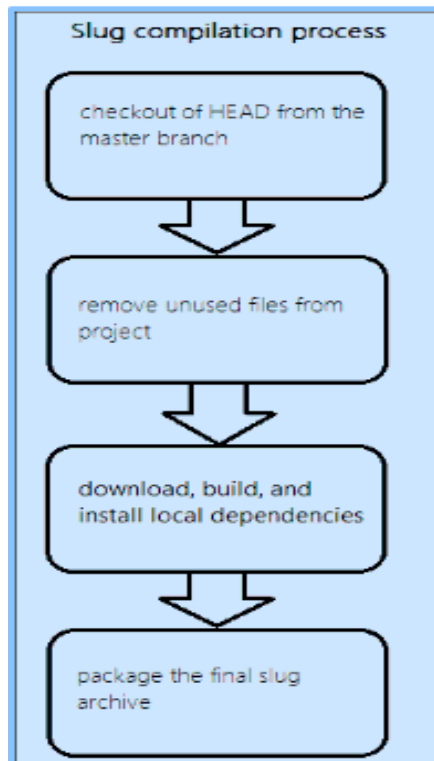 Slug compilation process
checkout of HEAD from the
master branch
remove unused files from
project
download, build, and
install local dependencies
package the final slug
archive